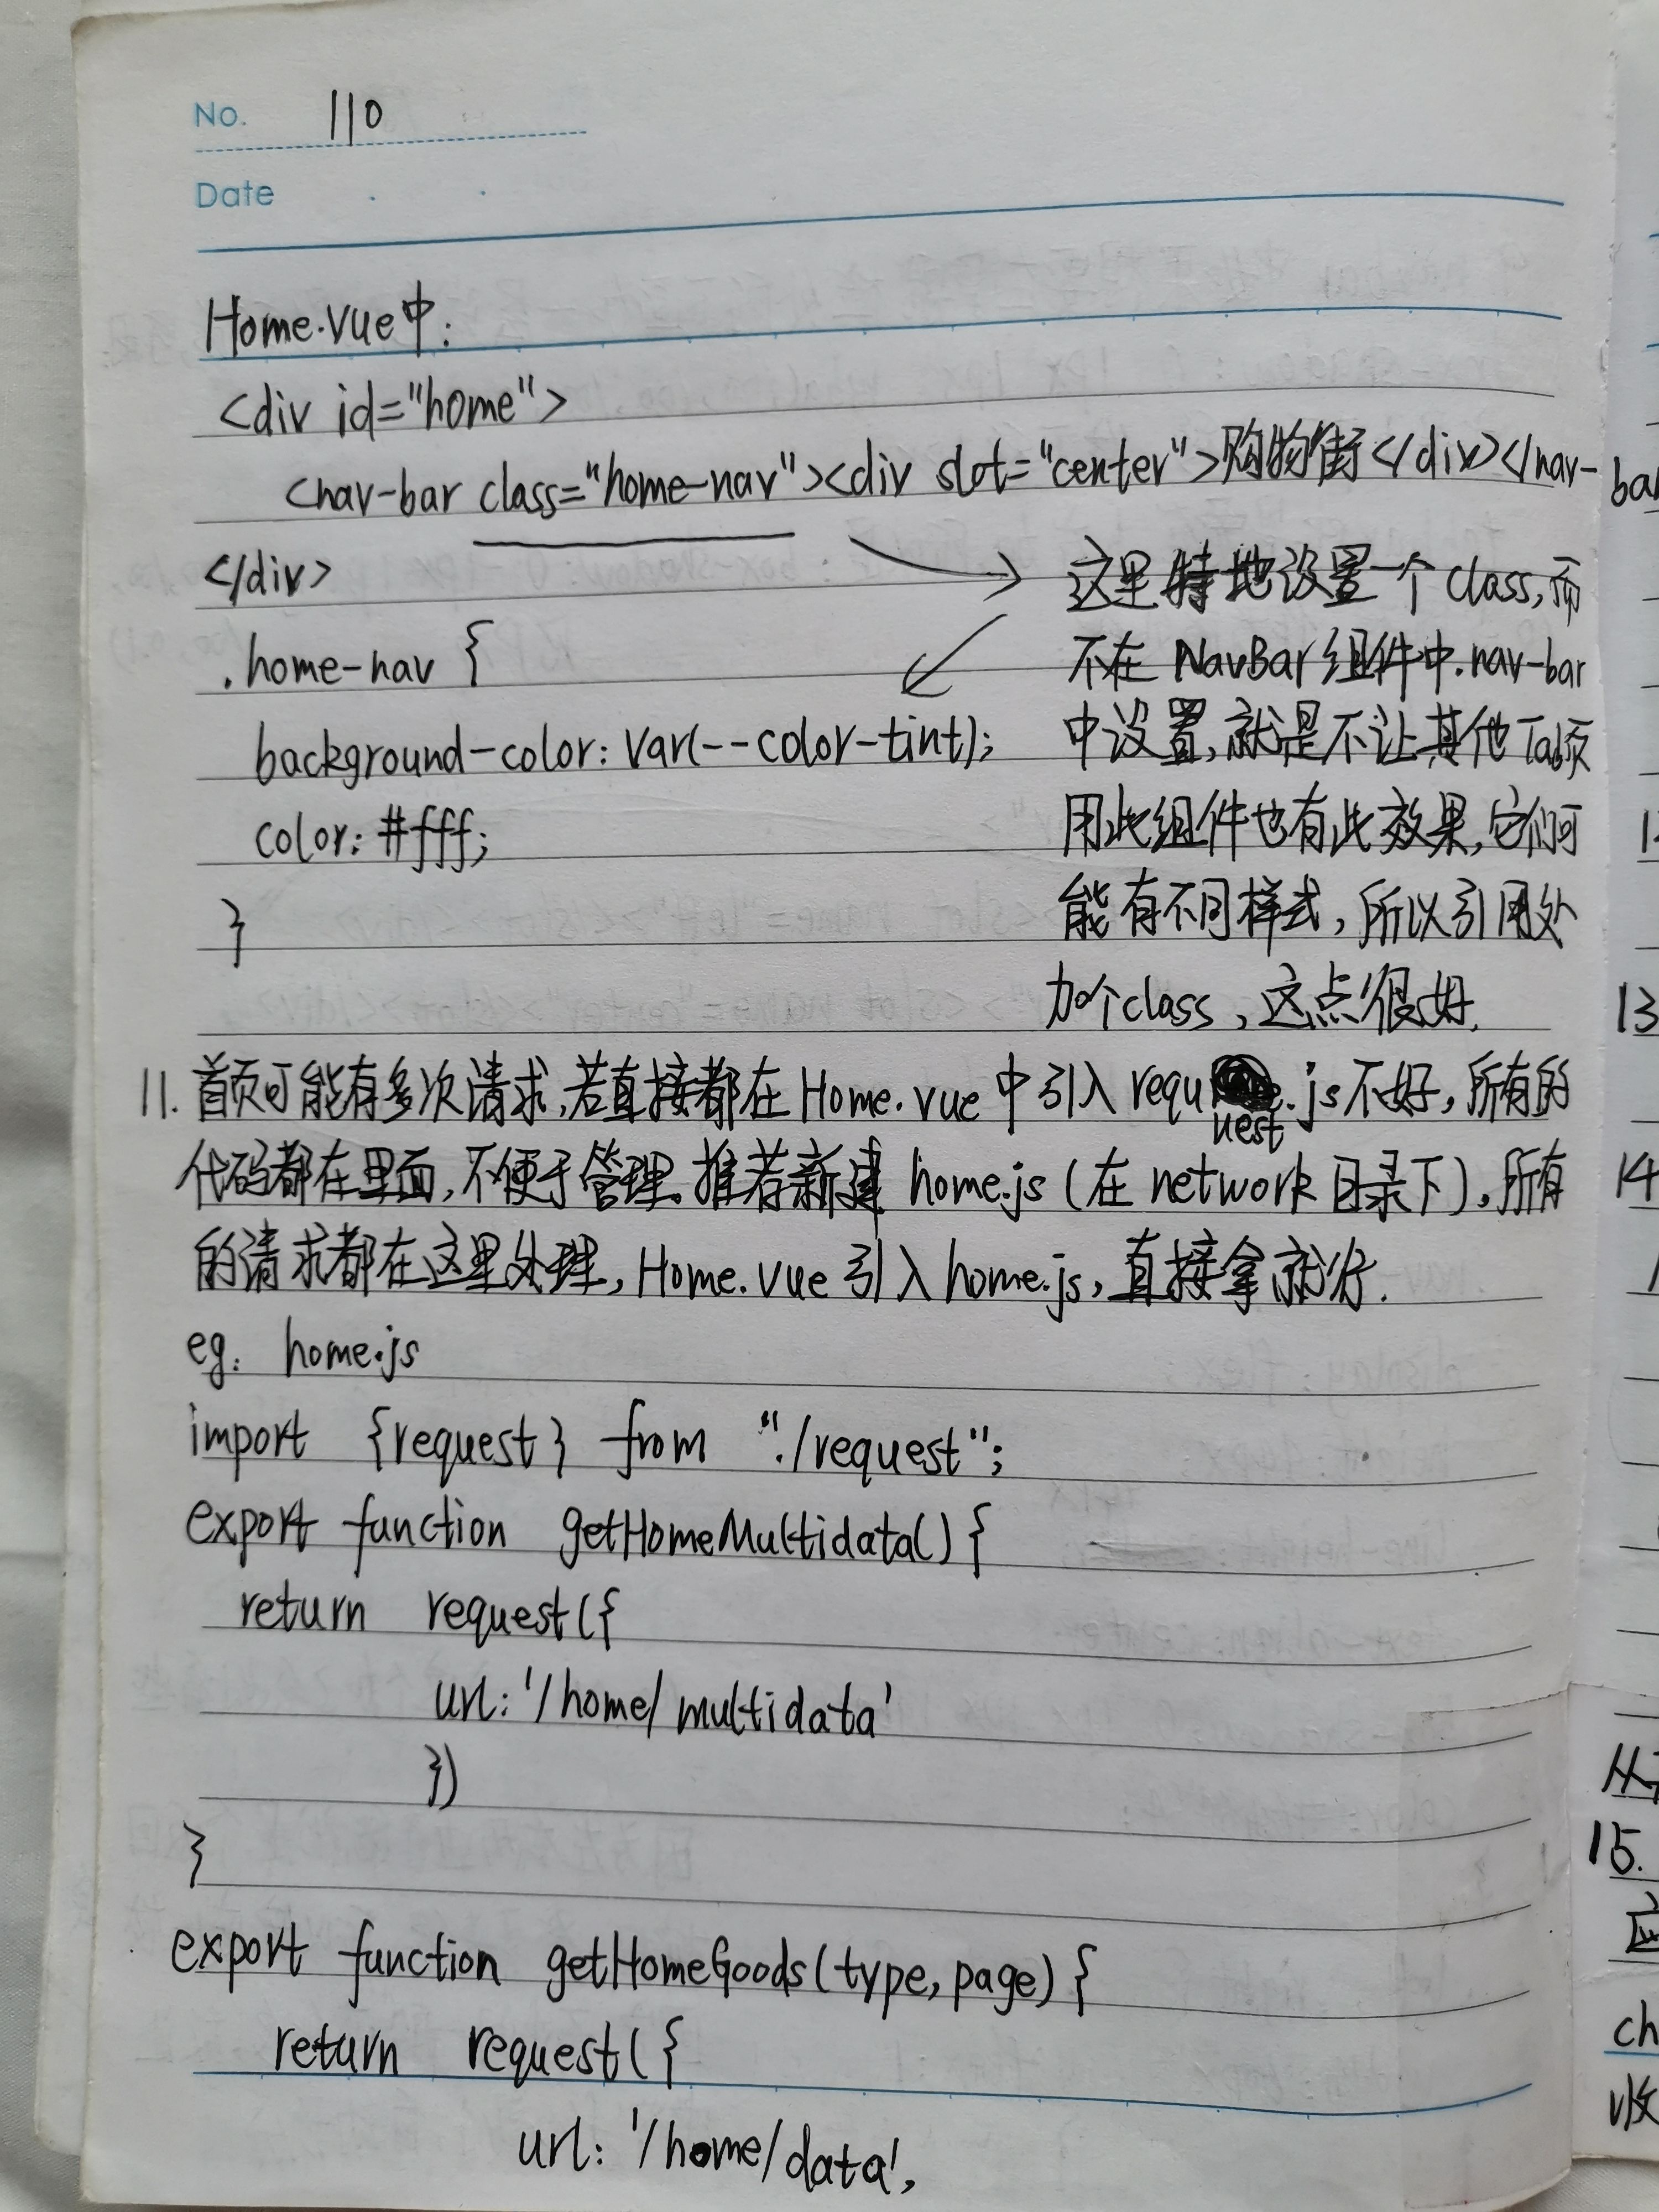 No. 110
Date
Home.vue中:
<div id="home">
<nav-bar class="home-nav"><div slot="center">购物街</div></nav-ba
</div>
这里特地设置一个class,而
.home-nav {
不在NavBar组件中.nav-bar
background-color: var(--color-tint);
中设置,就是不让其他Tab项
color: #fff;
用此组件也有此效果,它们可
}
能有不同样式,所以引用处
加个class,这点很好.
11. 首页可能有多次请求,若直接都在Home.vue中引入request.js不好,所有的
代码都在里面,不便于管理。推荐新建 home.js (在network目录下),所有
的请求都在这里处理,Home.vue引入home.js,直接拿就好.
eg: home.js
import {request} from "./request";
export function getHomeMultidata(){
return request({
url: '/home/multidata'
})
}
export function getHomeGoods(type,page){
return request({
url: '/home/data',
13
14
从
15.
应
ch
收